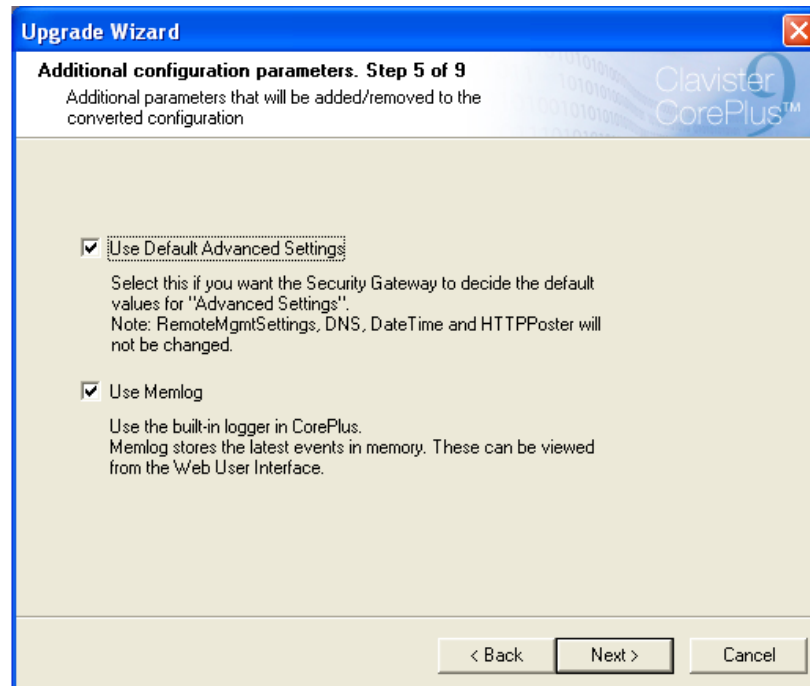 Upgrade Wizard
Additional configuration parameters. Step 5 of 9
Additional parameters that will be added/removed to the
converted configuration
Clavister
CorePlus™
9
Use Default Advanced Settings
Select this if you want the Security Gateway to decide the default
values for "Advanced Settings".
Note: RemoteMgmtSettings, DNS, DateTime and HTTPPoster will
not be changed.
Use Memlog
Use the built-in logger in CorePlus.
Memlog stores the latest events in memory. These can be viewed
from the Web User Interface.
< Back
Next >
Cancel